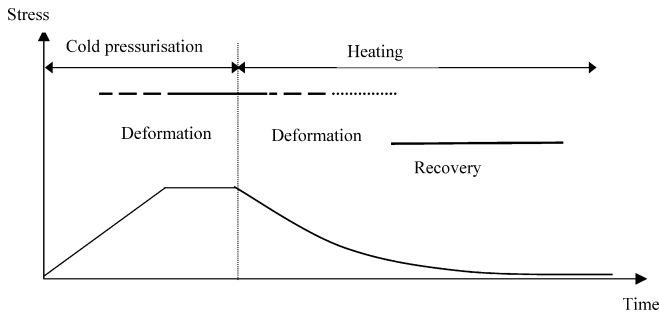 Stress
Cold pressurisation
Heating
Deformation
Deformation
Recovery
Time